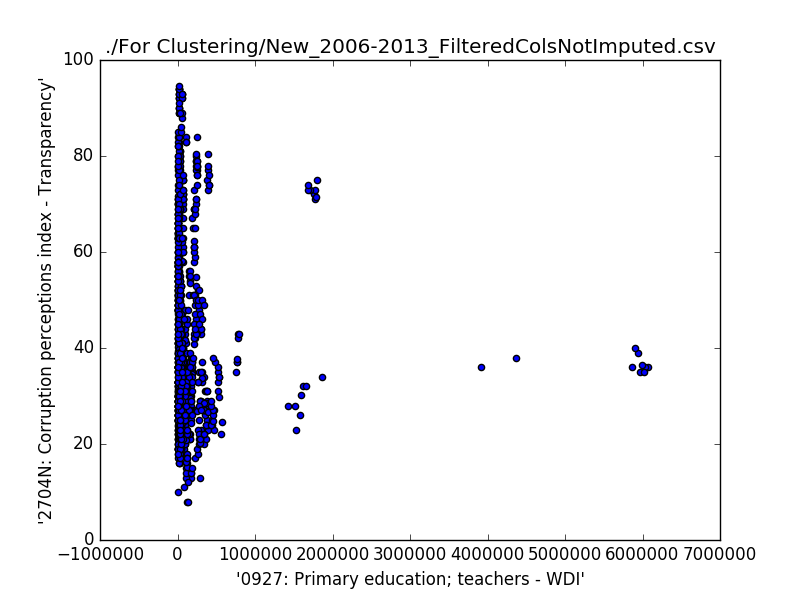 ./For Clustering/New_2006-2013_FilteredColsNotImputed.csv
100
80
60
40
20
0
'2704N: Corruption perceptions index - Transparency'
−1000000 0 1000000 2000000 3000000 4000000 5000000 6000000 7000000
'0927: Primary education; teachers - WDI'